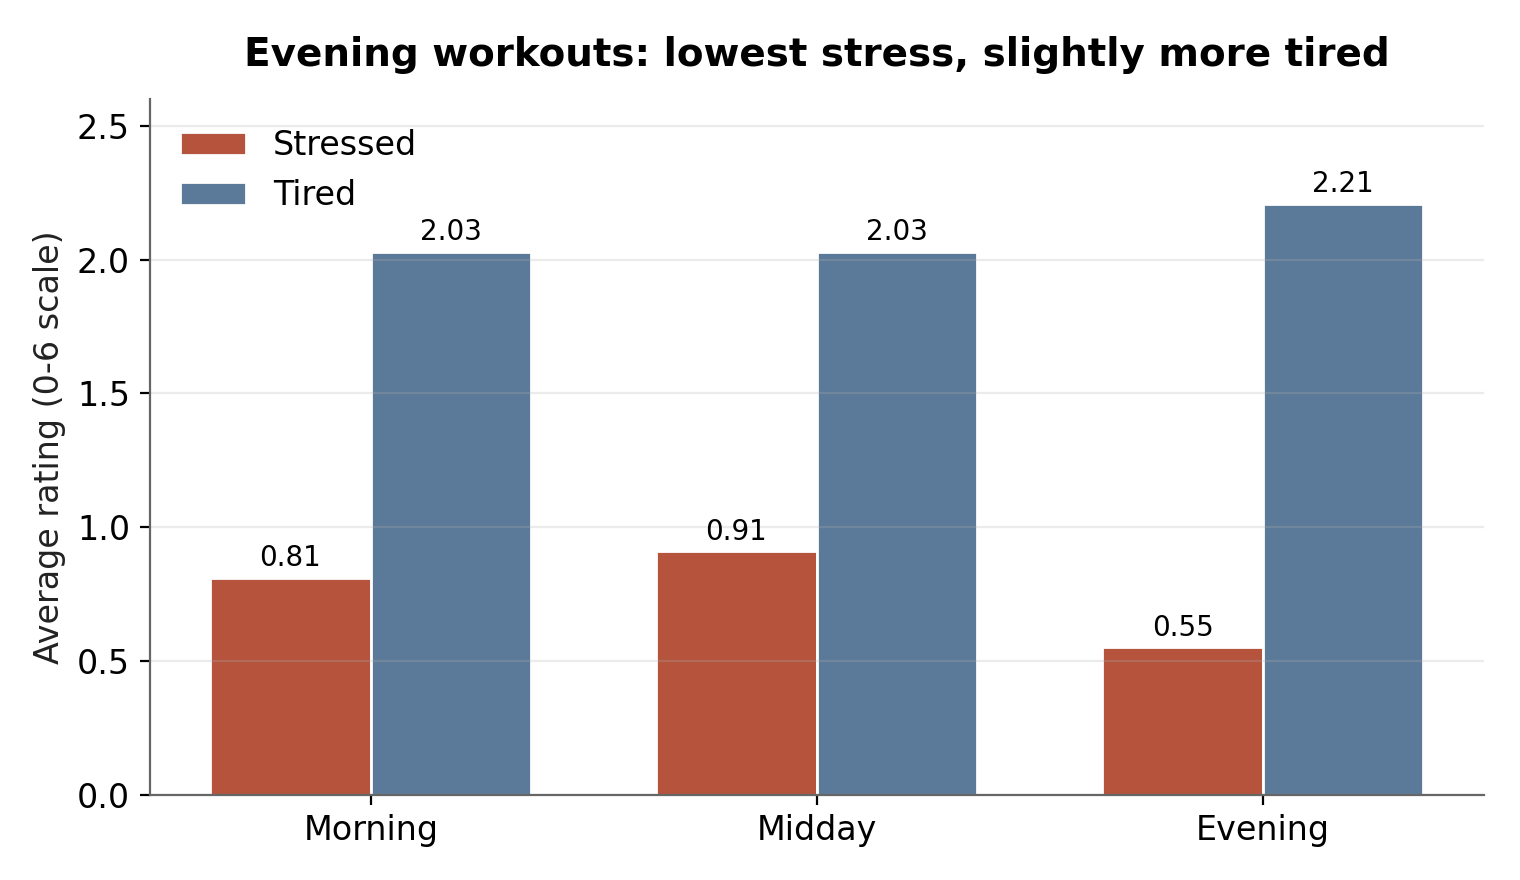 Evening workouts: lowest stress, slightly more tired
Average rating (0-6 scale)
2.5
2.0
1.5
1.0
0.5
0.0
Stressed
Tired
0.81
2.03
0.91
2.03
0.55
2.21
Morning
Midday
Evening